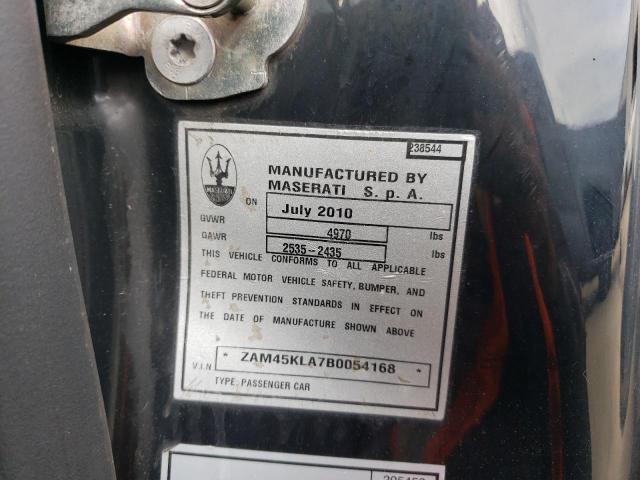 238544
MASERATI
MANUFACTURED BY
MASERATI S. p. A.
ON July 2010
GVWR 4970 lbs
GAWR 2535-2435 lbs
THIS VEHICLE CONFORMS TO ALL APPLICABLE
FEDERAL MOTOR VEHICLE SAFETY, BUMPER, AND
THEFT PREVENTION STANDARDS IN EFFECT ON
THE DATE OF MANUFACTURE SHOWN ABOVE
V.I.N. * ZAM45KLA7B0054168 *
TYPE: PASSENGER CAR